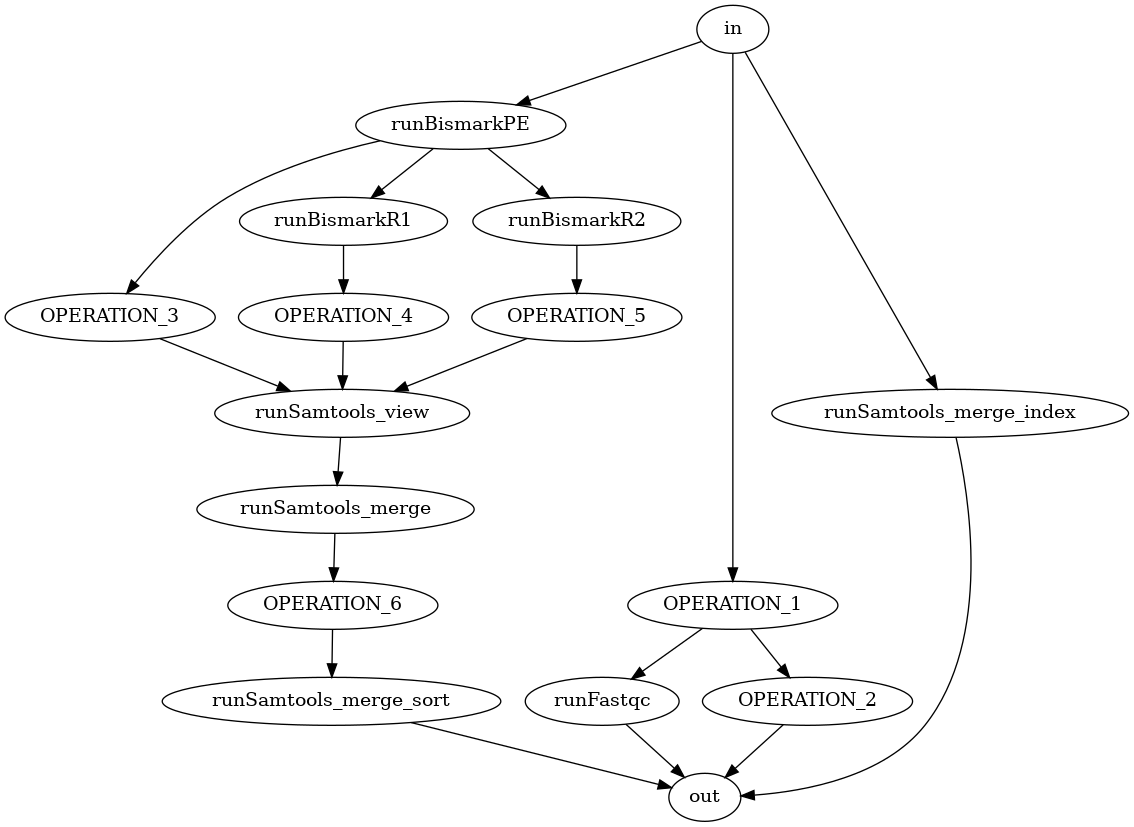 in
runBismarkPE
runBismarkR1
runBismarkR2
OPERATION_3
OPERATION_4
OPERATION_5
runSamtools_view
runSamtools_merge_index
runSamtools_merge
OPERATION_6
OPERATION_1
runSamtools_merge_sort
runFastqc
OPERATION_2
out